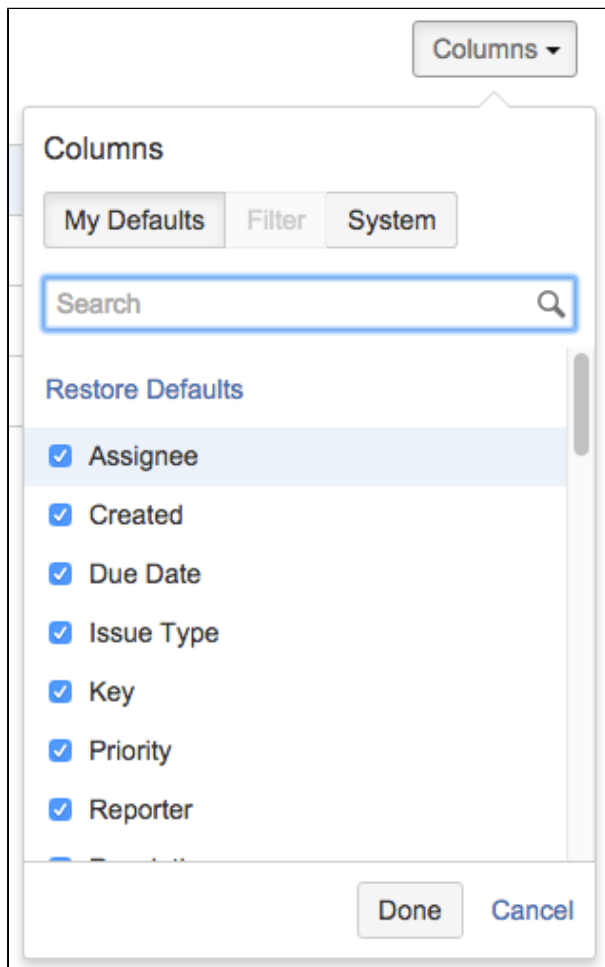 Columns
Columns
My Defaults Filter System
Search
Restore Defaults
Assignee
Created
Due Date
Issue Type
Key
Priority
Reporter
Done Cancel